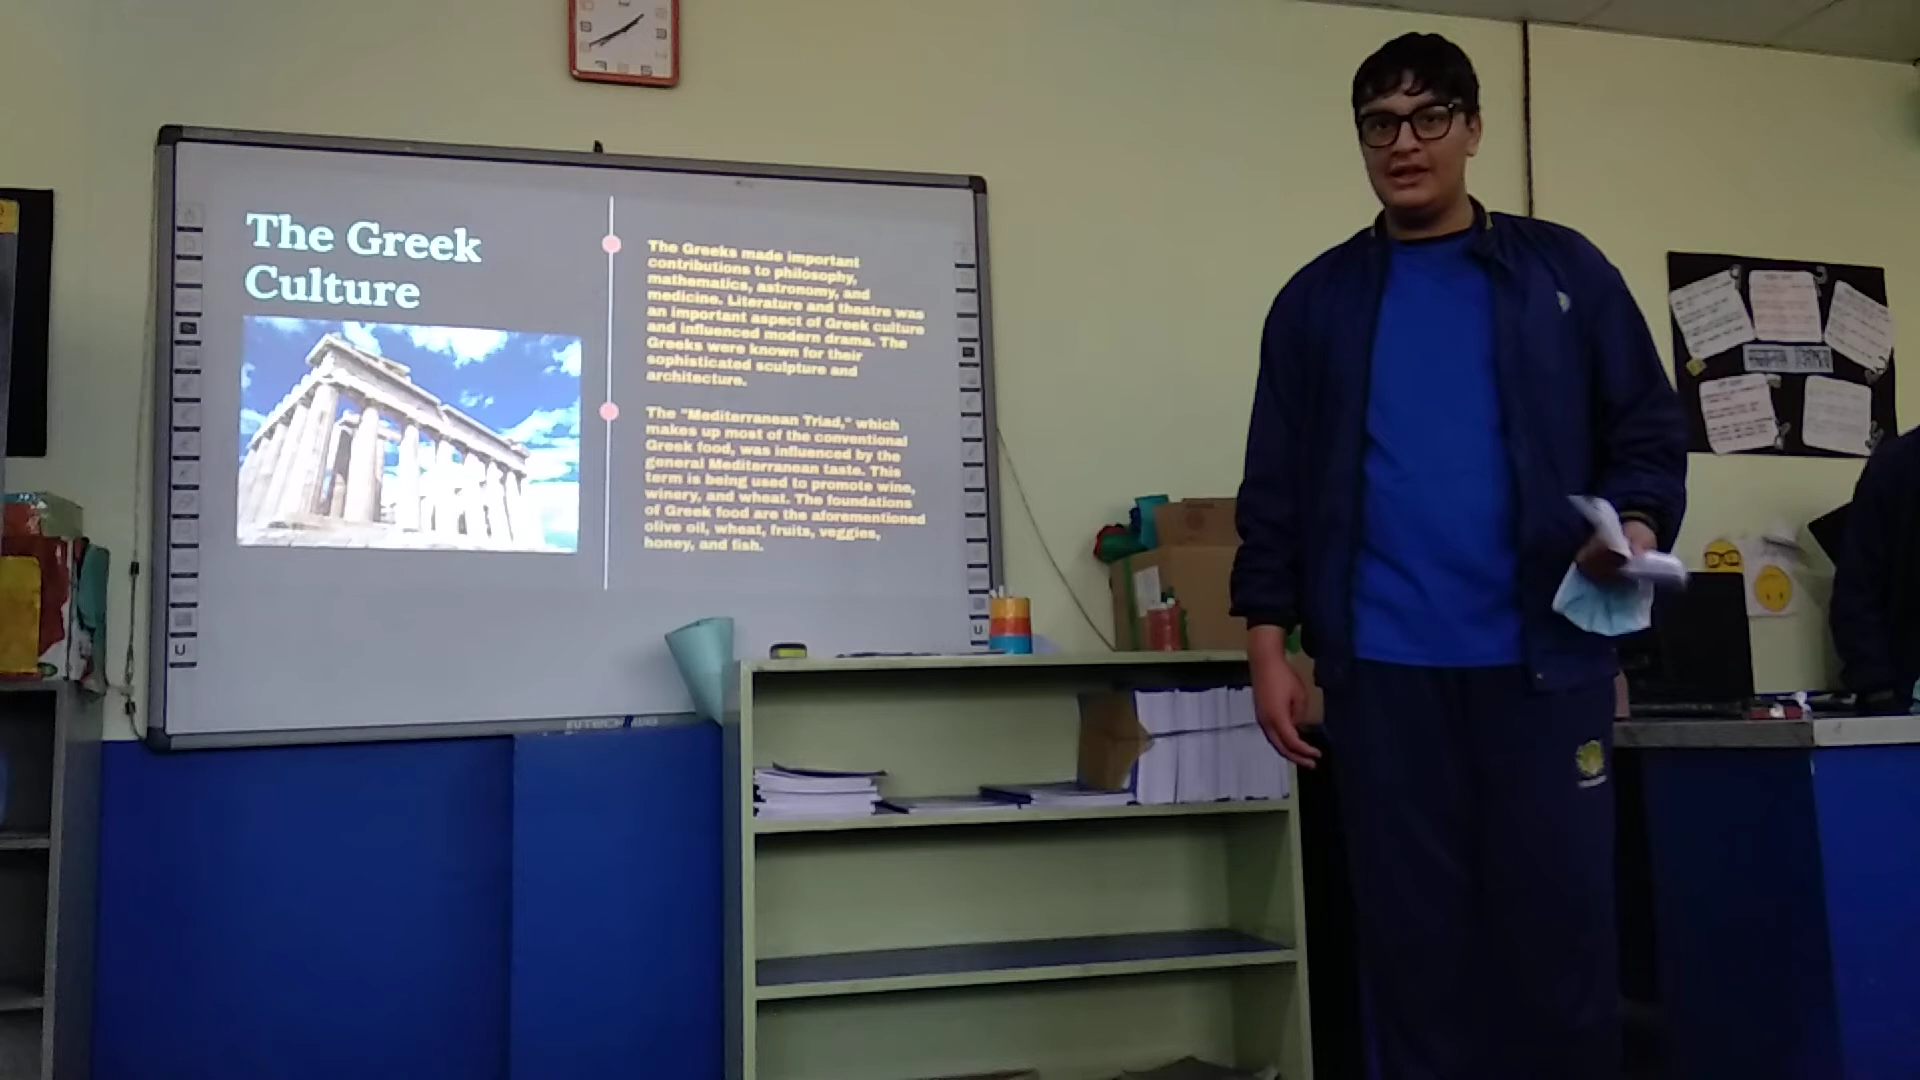 The Greek
Culture
The Greeks made important
contributions to philosophy,
mathematics, astronomy, and
medicine. Literature and theatre was
an important aspect of Greek culture
and influenced modern drama. The
Greeks were known for their
sophisticated sculpture and
architecture.
The "Mediterranean Triad," which
makes up most of the conventional
Greek food, was influenced by the
general Mediterranean taste. This
term is being used to promote wine,
winery, and wheat. The foundations
of Greek food are the aforementioned
olive oil, wheat, fruits, veggies,
honey, and fish.